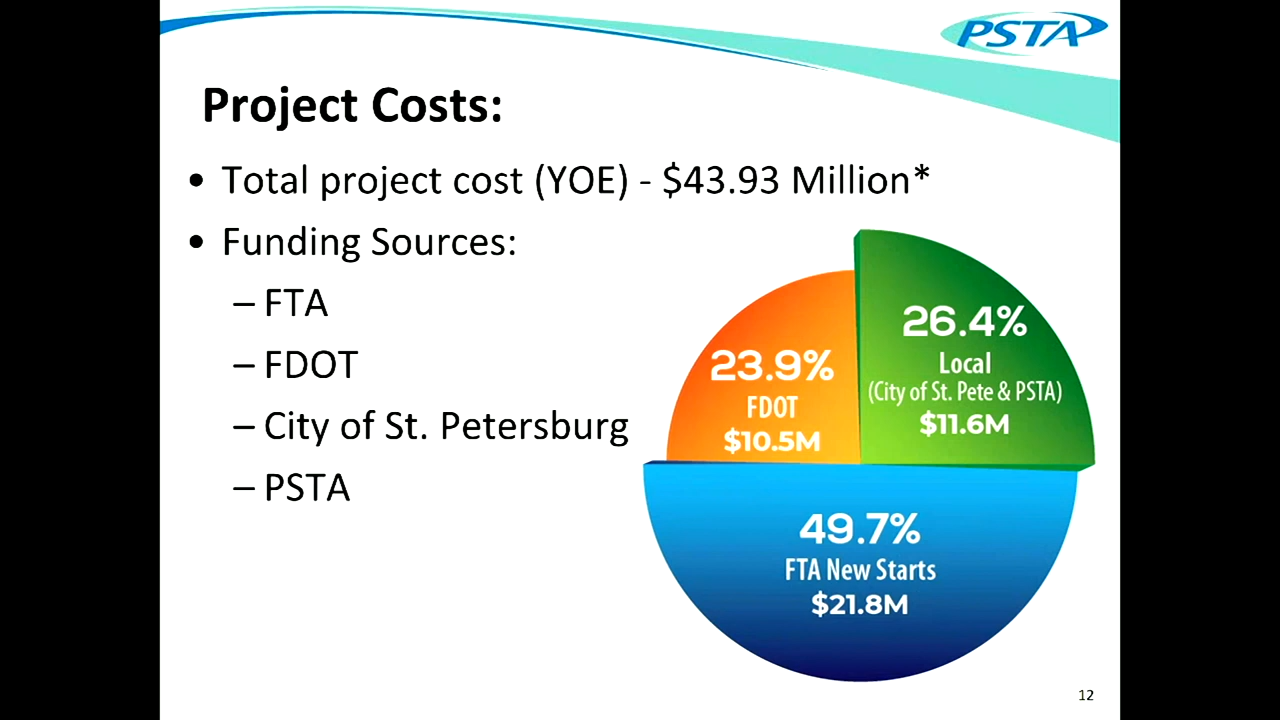 PSTA
Project Costs:
• Total project cost (YOE) - $43.93 Million*
• Funding Sources:
– FTA
– FDOT
– City of St. Petersburg
– PSTA
23.9%
FDOT
$10.5M
26.4%
Local
(City of St. Pete & PSTA)
$11.6M
49.7%
FTA New Starts
$21.8M
12